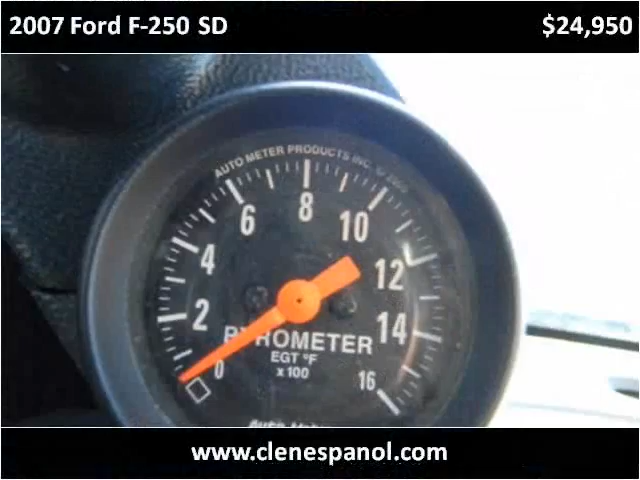 2007 Ford F-250 SD
$24,950
AUTO METER PRODUCTS INC. ©
0
2
4
6
8
10
12
14
16
PYROMETER
EGT °F
x 100
www.clenespanol.com